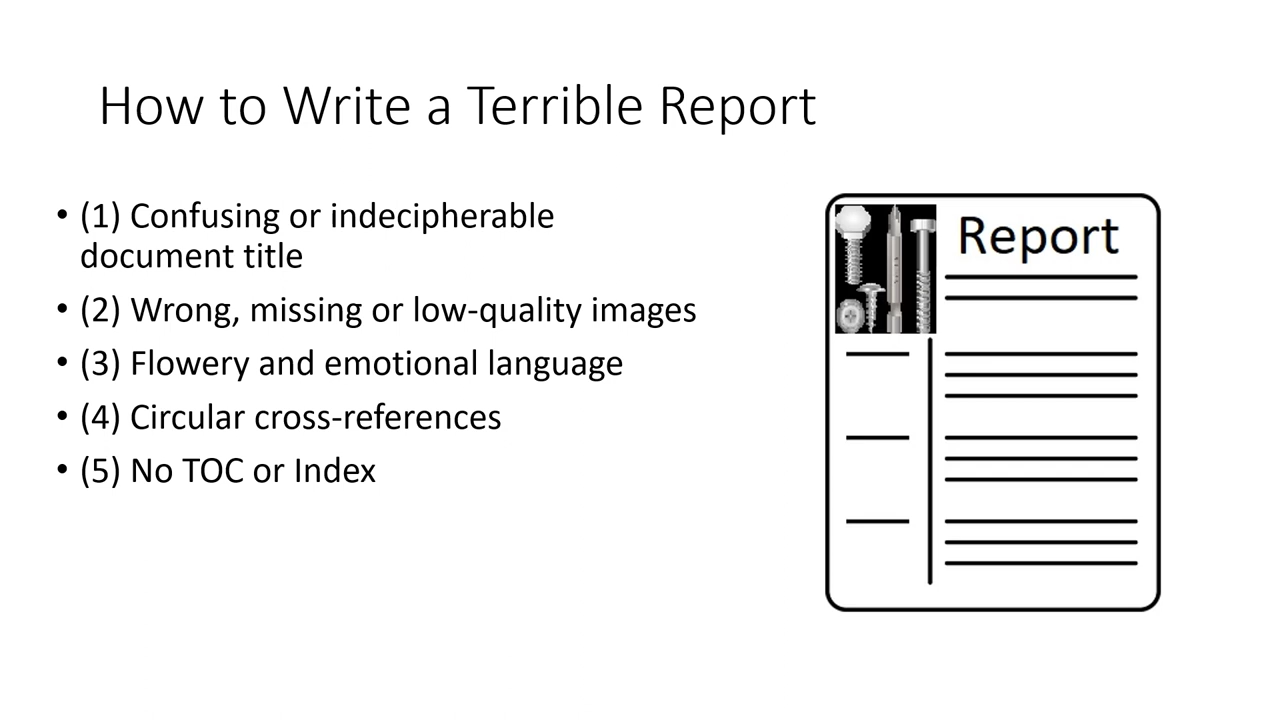 How to Write a Terrible Report
• (1) Confusing or indecipherable
document title
• (2) Wrong, missing or low-quality images
• (3) Flowery and emotional language
• (4) Circular cross-references
• (5) No TOC or Index
Report